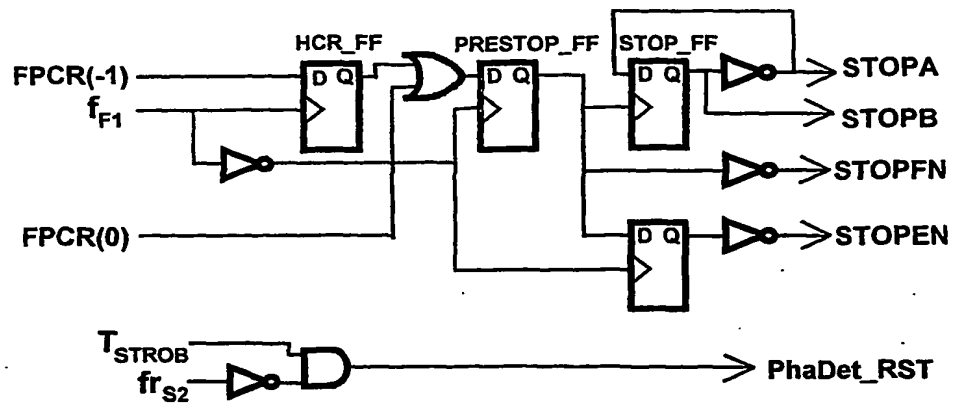 HCR_FF
PRESTOP_FF
STOP_FF
FPCR(-1)
D Q
D Q
D Q
STOPA
fF1
STOPB
STOPFN
FPCR(0)
D Q
STOPEN
TSTROB
frS2
PhaDet_RST